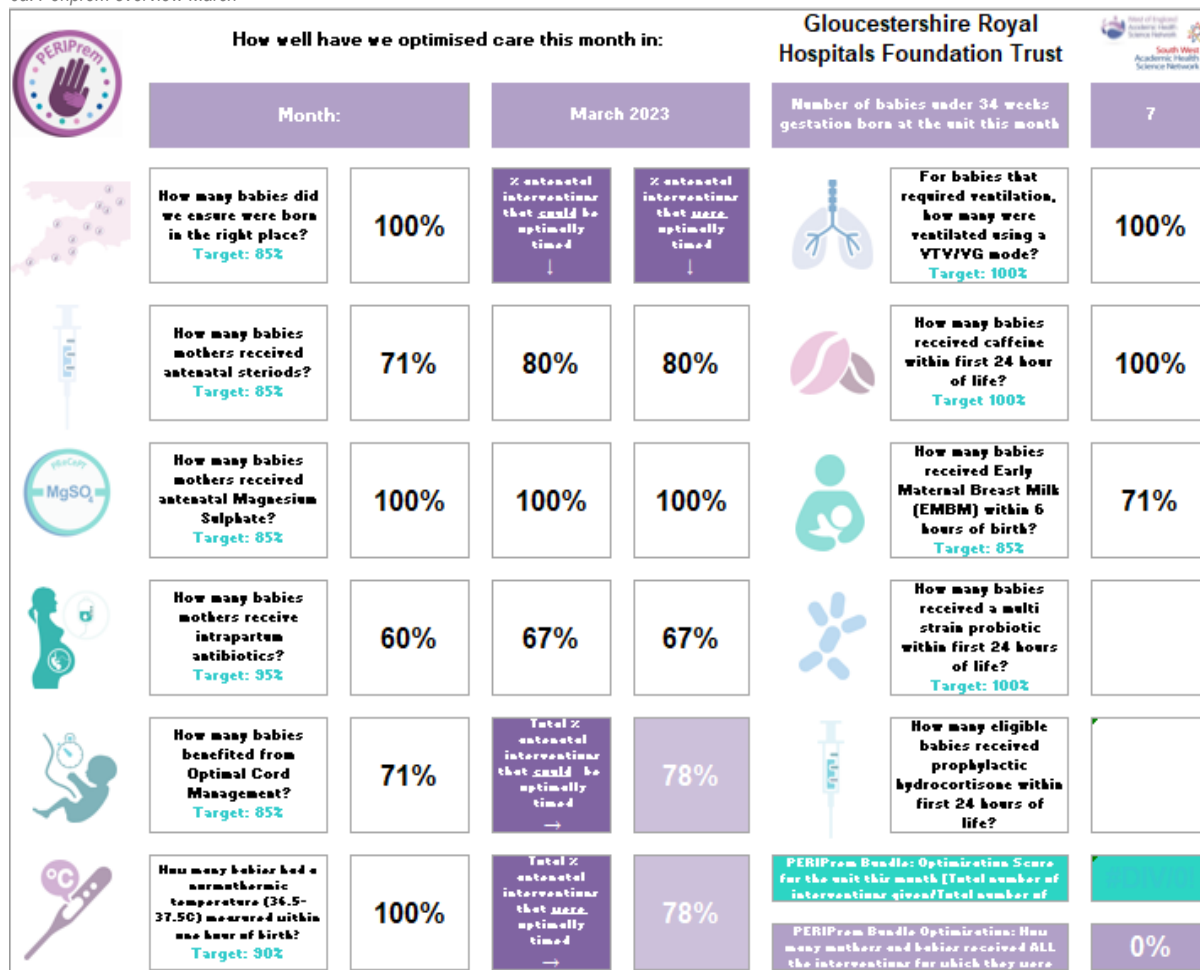 PERIPrem
How well have we optimised care this month in:
Gloucestershire Royal
Hospitals Foundation Trust
West of England
Academic Health
Science Network
South West
Academic Health
Science Network
Month:
March 2023
Number of babies under 34 weeks
gestation born at the unit this month
7
How many babies did
we ensure were born
in the right place?
Target: 85%
100%
% antenatal
interventions
that could be
optimally
timed
↓
% antenatal
interventions
that were
optimally
timed
↓
For babies that
required ventilation,
how many were
ventilated using a
VTV/VG mode?
Target: 100%
100%
How many babies
mothers received
antenatal steriods?
Target: 85%
71%
80%
80%
How many babies
received caffeine
within first 24 hour
of life?
Target 100%
100%
PReCePT
MgSO4
How many babies
mothers received
antenatal Magnesium
Sulphate?
Target: 85%
100%
100%
100%
How many babies
received Early
Maternal Breast Milk
(EMBM) within 6
hours of birth?
Target: 85%
71%
How many babies
mothers receive
intrapartum
antibiotics?
Target: 95%
60%
67%
67%
How many babies
received a multi
strain probiotic
within first 24 hours
of life?
Target: 100%
How many babies
benefited from
Optimal Cord
Management?
Target: 85%
71%
Total %
antenatal
interventions
that could be
optimally
timed
→
78%
How many eligible
babies received
prophylactic
hydrocortisone within
first 24 hours of
life?
°C
How many babies had a
normothermic
temperature (36.5-
37.5C) measured within
one hour of birth?
Target: 90%
100%
Total %
antenatal
interventions
that were
optimally
timed
→
78%
PERIPrem Bundle: Optimisation Score
for the unit this month [Total number of
interventions given/Total number of
#DIV/0!
PERIPrem Bundle Optimisation: How
many mothers and babies received ALL
the interventions for which they were
0%